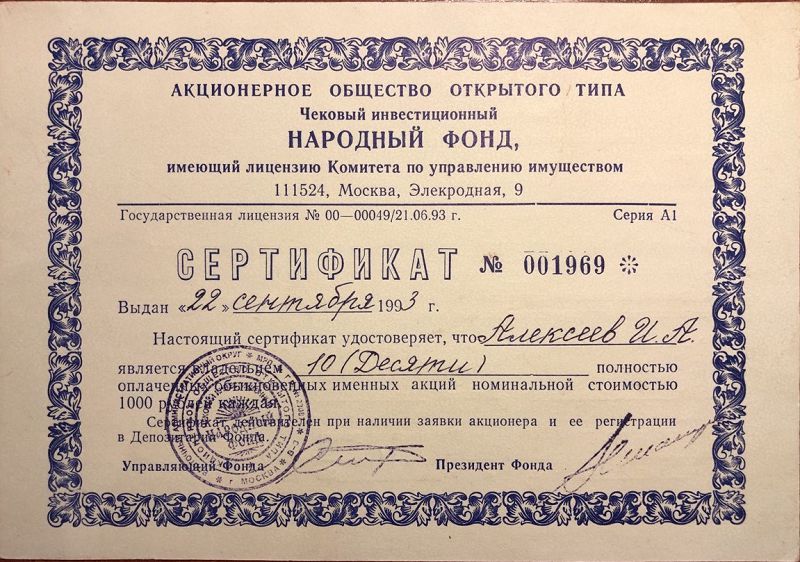 АКЦИОНЕРНОЕ ОБЩЕСТВО ОТКРЫТОГО ТИПА
Чековый инвестиционный
НАРОДНЫЙ ФОНД,
имеющий лицензию Комитета по управлению имуществом
111524, Москва, Элекродная, 9
Государственная лицензия № 00—00049/21.06.93 г. Серия А1
СЕРТИФИКАТ № 001969 *
Выдан «22» сентября 1993 г.
Настоящий сертификат удостоверяет, что Алексеев И. А.
является владельцем 10 (Десяти) полностью
оплаченных обыкновенных именных акций номинальной стоимостью
1000 рублей каждая.
Сертификат действителен при наличии заявки акционера и ее регистрации
в Депозитарии Фонда.
Управляющий Фонда Президент Фонда
г. МОСКВА